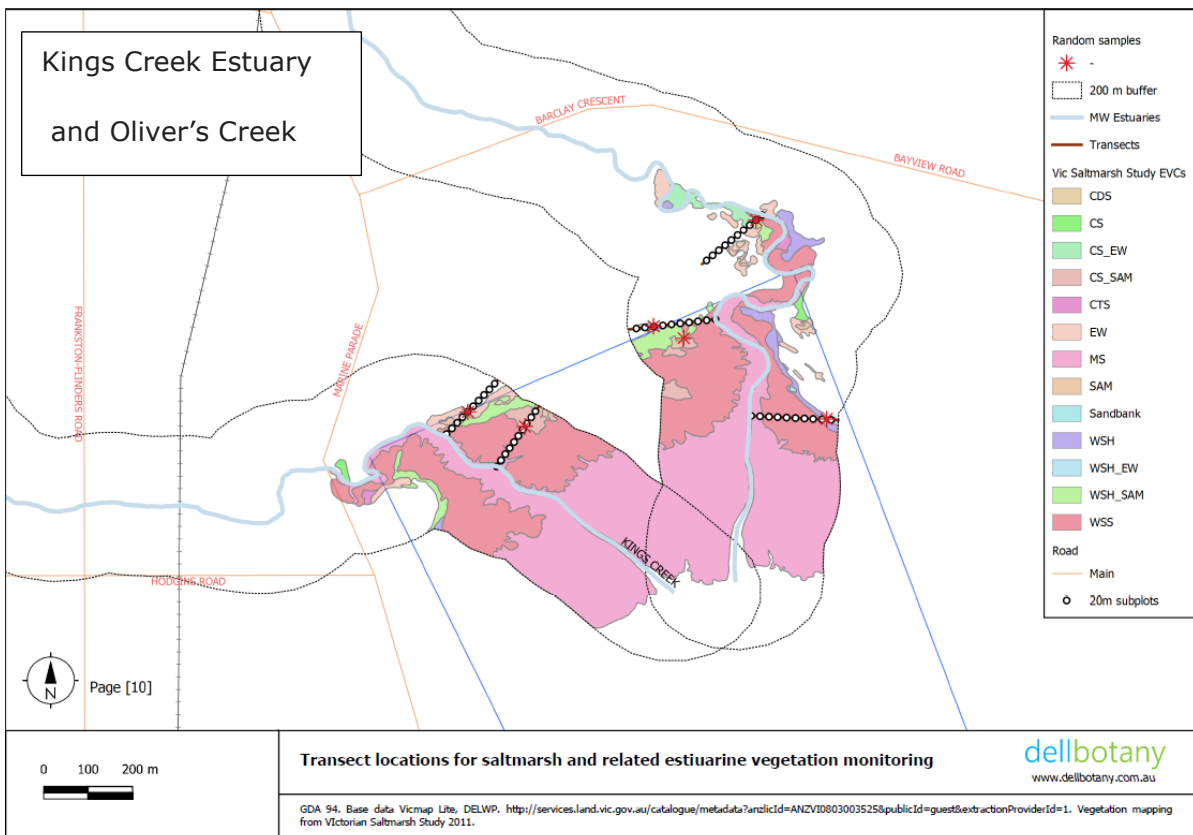 Kings Creek Estuary
and Oliver's Creek
BARCLAY CRESCENT
BAYVIEW ROAD
FRANKSTON-FLINDERS ROAD
MARINE PARADE
KINGS CREEK
HODGINS ROAD
N
Page [10]
Random samples
-
200 m buffer
MW Estuaries
Transects
Vic Saltmarsh Study EVCs
CDS
CS
CS_EW
CS_SAM
CTS
EW
MS
SAM
Sandbank
WSH
WSH_EW
WSH_SAM
WSS
Road
Main
20m subplots
0 100 200 m
Transect locations for saltmarsh and related estuarine vegetation monitoring
dellbotany
www.dellbotany.com.au
GDA 94. Base data Vicmap Lite, DELWP. http://services.land.vic.gov.au/catalogue/metadata?anzlicId=ANZVI0803003525&publicId=guest&extractionProviderId=1. Vegetation mapping
from VIctorian Saltmarsh Study 2011.